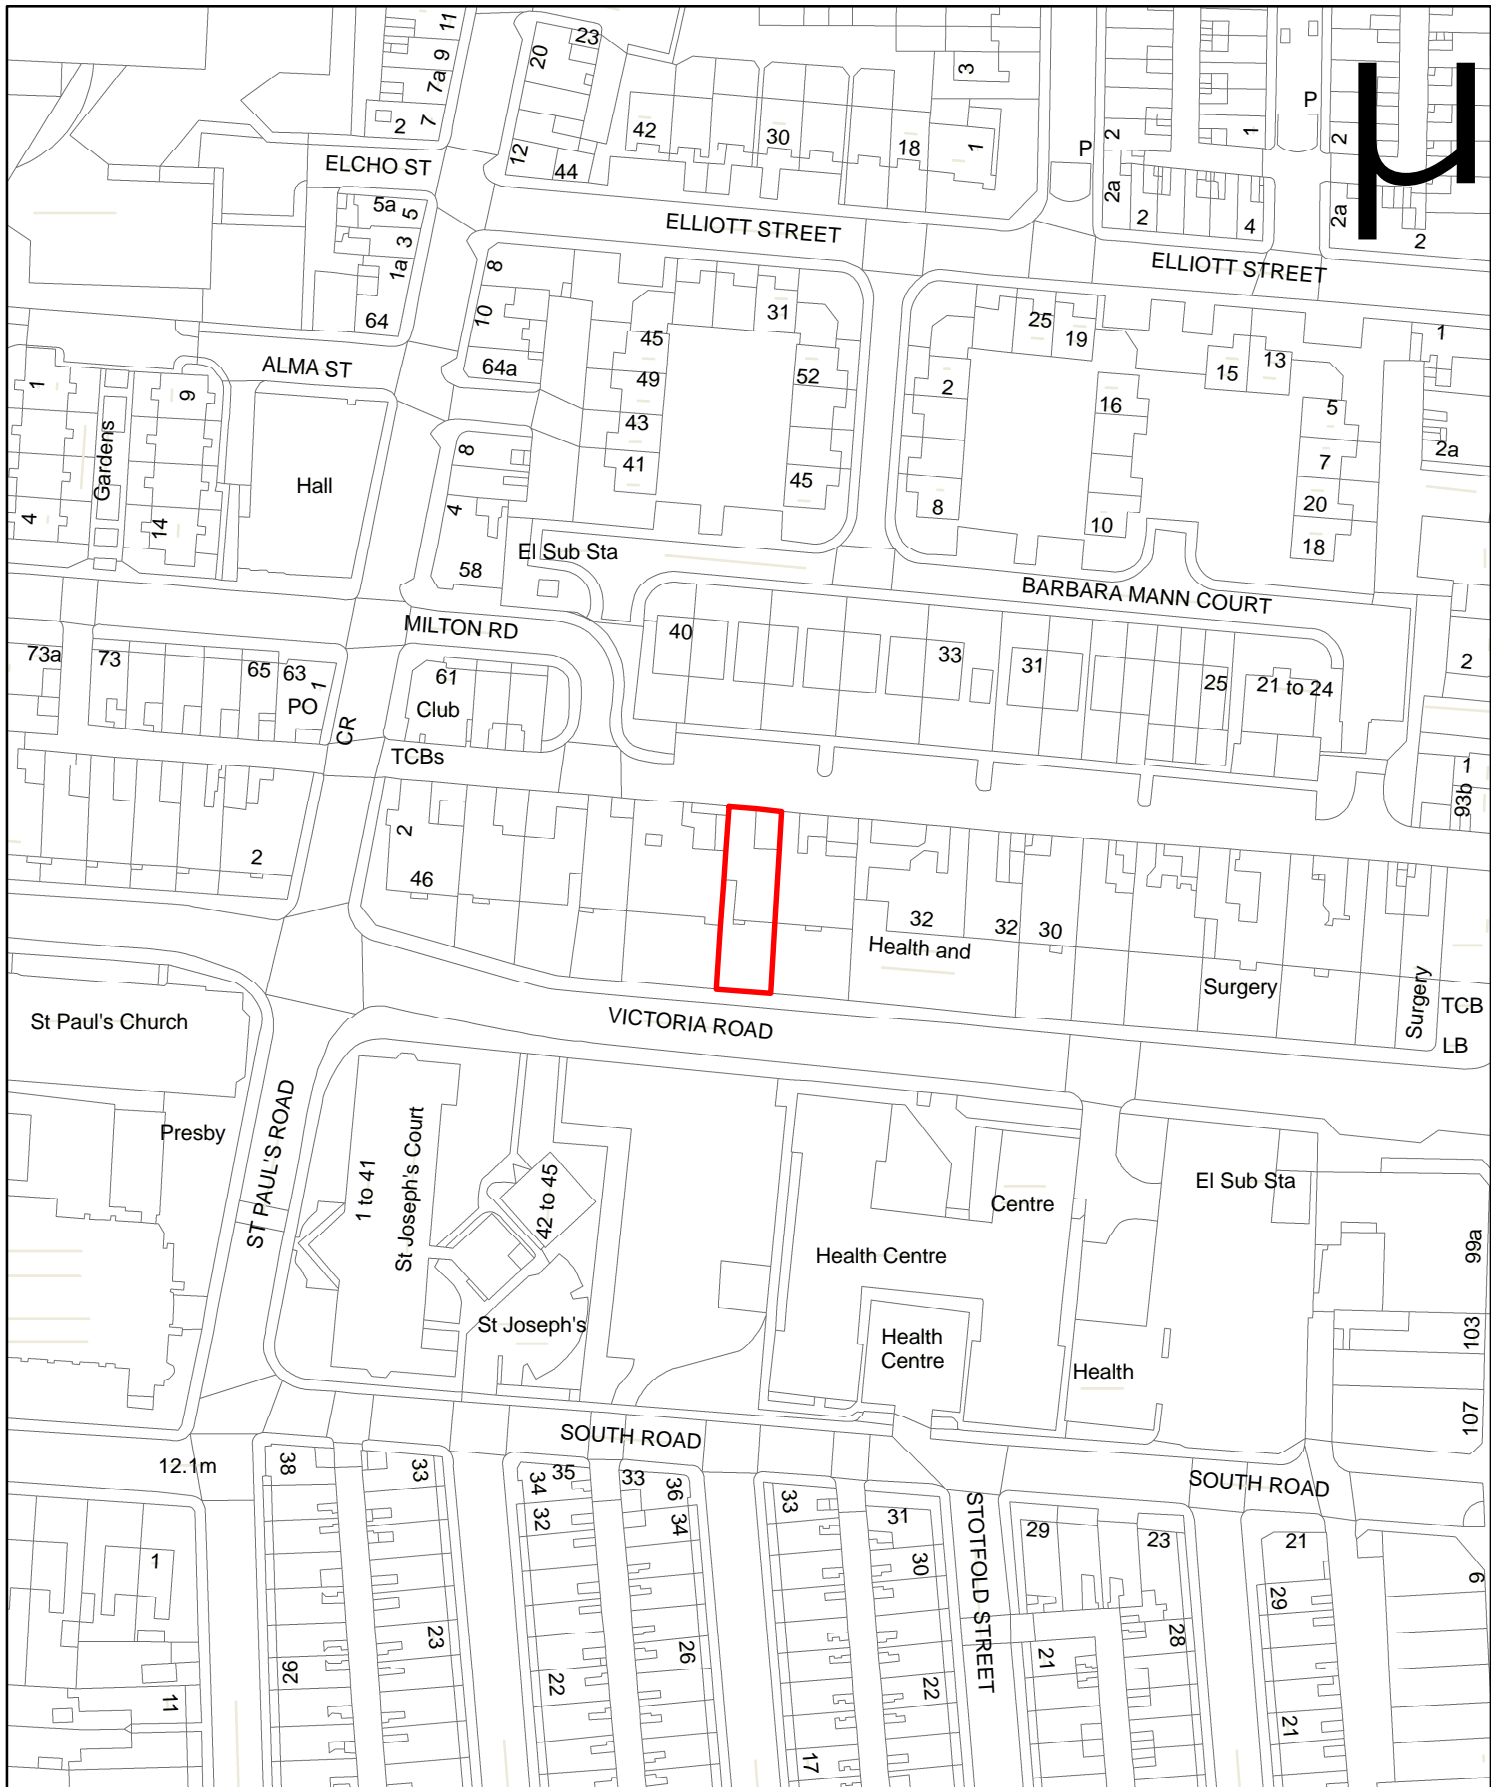 11
9
7a
7
2
20
23
12
44
42
30
18
3
1
P
2
1
P
2
ELCHO ST
5a
5
3
1a
64
ELLIOTT STREET
2a
2
4
2a
2
ELLIOTT STREET
8
10
64a
31
45
49
43
41
52
45
25
19
2
8
16
10
15
13
5
7
20
18
1
2a
ALMA ST
1
4
Gardens
9
14
Hall
8
4
58
El Sub Sta
BARBARA MANN COURT
MILTON RD
73a
73
65
63
1
PO
CR
61
Club
TCBs
40
33
31
25
21 to 24
2
1
93b
2
2
46
32
32
30
Health and
Surgery
Surgery
TCB
LB
St Paul's Church
VICTORIA ROAD
Presby
ST PAUL'S ROAD
1 to 41
St Joseph's Court
42 to 45
St Joseph's
Centre
Health Centre
Health
Centre
Health
El Sub Sta
99a
103
107
SOUTH ROAD
SOUTH ROAD
12.1m
38
33
34
35
32
33
36
34
33
31
30
STOTFOLD STREET
29
23
21
29
6
1
11
26
23
22
26
17
22
21
28
21
µ